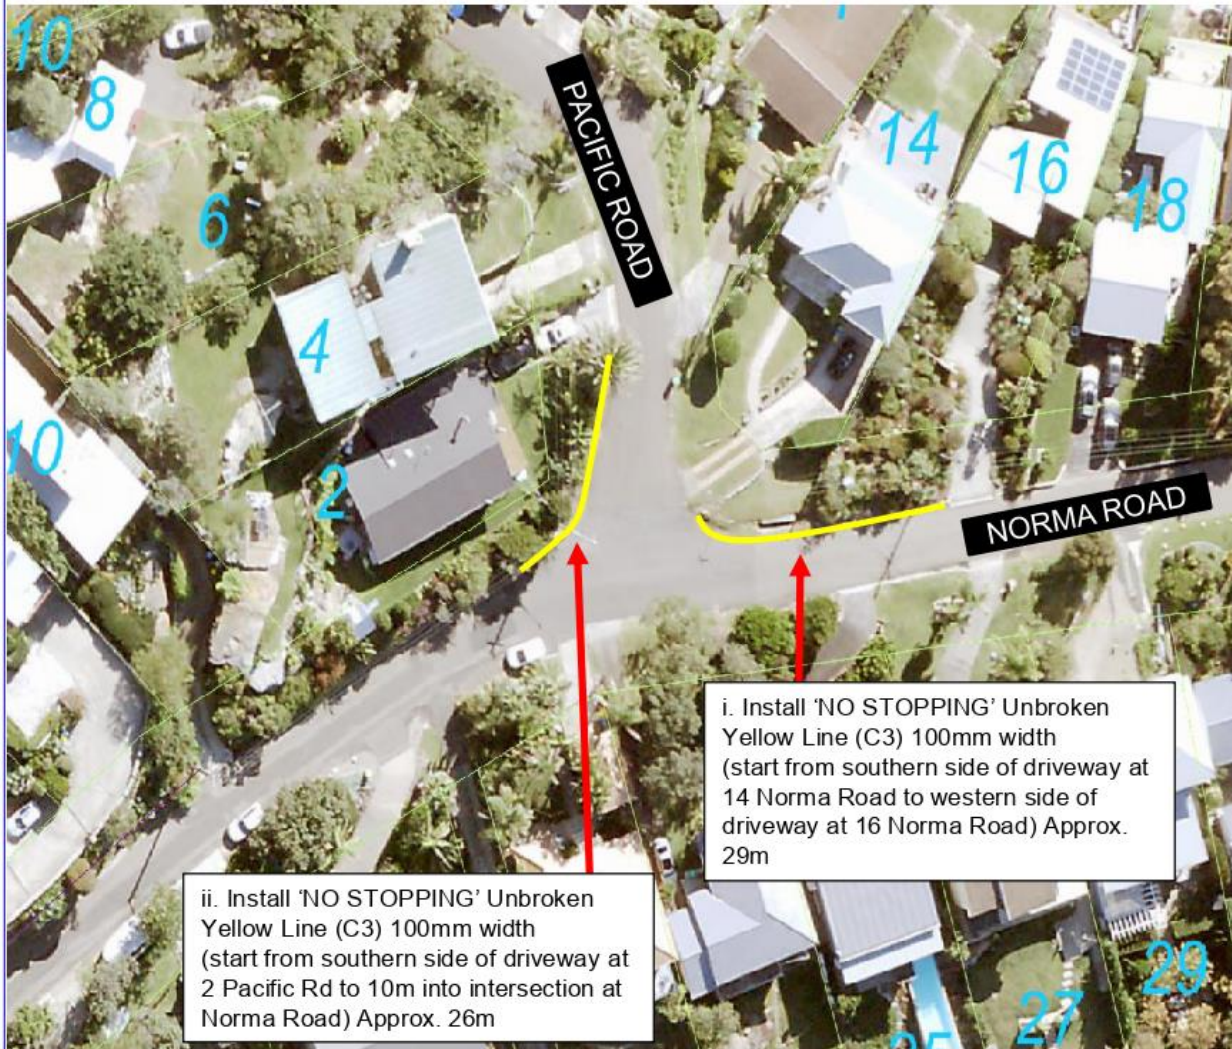 10
8
6
4
2
10
14
16
18
PACIFIC ROAD
NORMA ROAD
i. Install ‘NO STOPPING’ Unbroken
Yellow Line (C3) 100mm width
(start from southern side of driveway at
14 Norma Road to western side of
driveway at 16 Norma Road) Approx.
29m
ii. Install ‘NO STOPPING’ Unbroken
Yellow Line (C3) 100mm width
(start from southern side of driveway at
2 Pacific Rd to 10m into intersection at
Norma Road) Approx. 26m
27
29